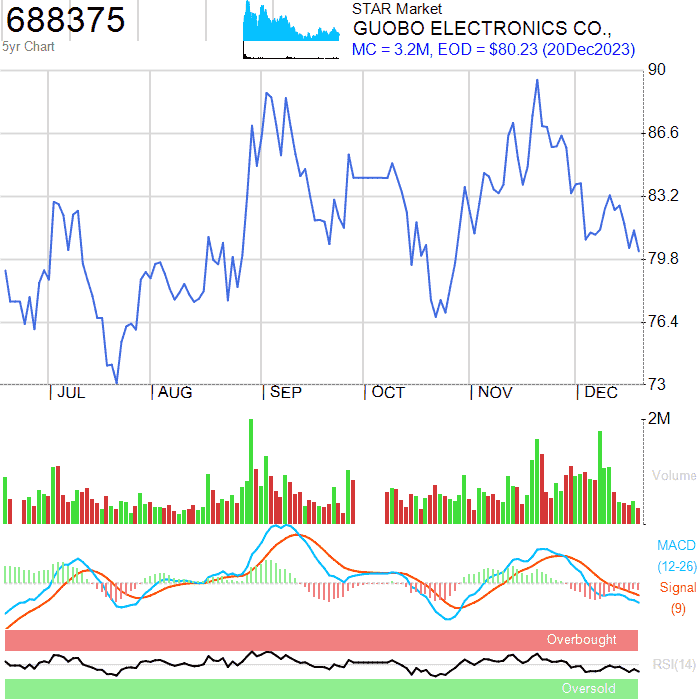 688375
5yr Chart
STAR Market
GUOBO ELECTRONICS CO.,
MC = 3.2M, EOD = $80.23 (20Dec2023)
90
86.6
83.2
79.8
76.4
73
JUL
AUG
SEP
OCT
NOV
DEC
2M
Volume
MACD
(12-26)
Signal
(9)
Overbought
RSI(14)
Oversold